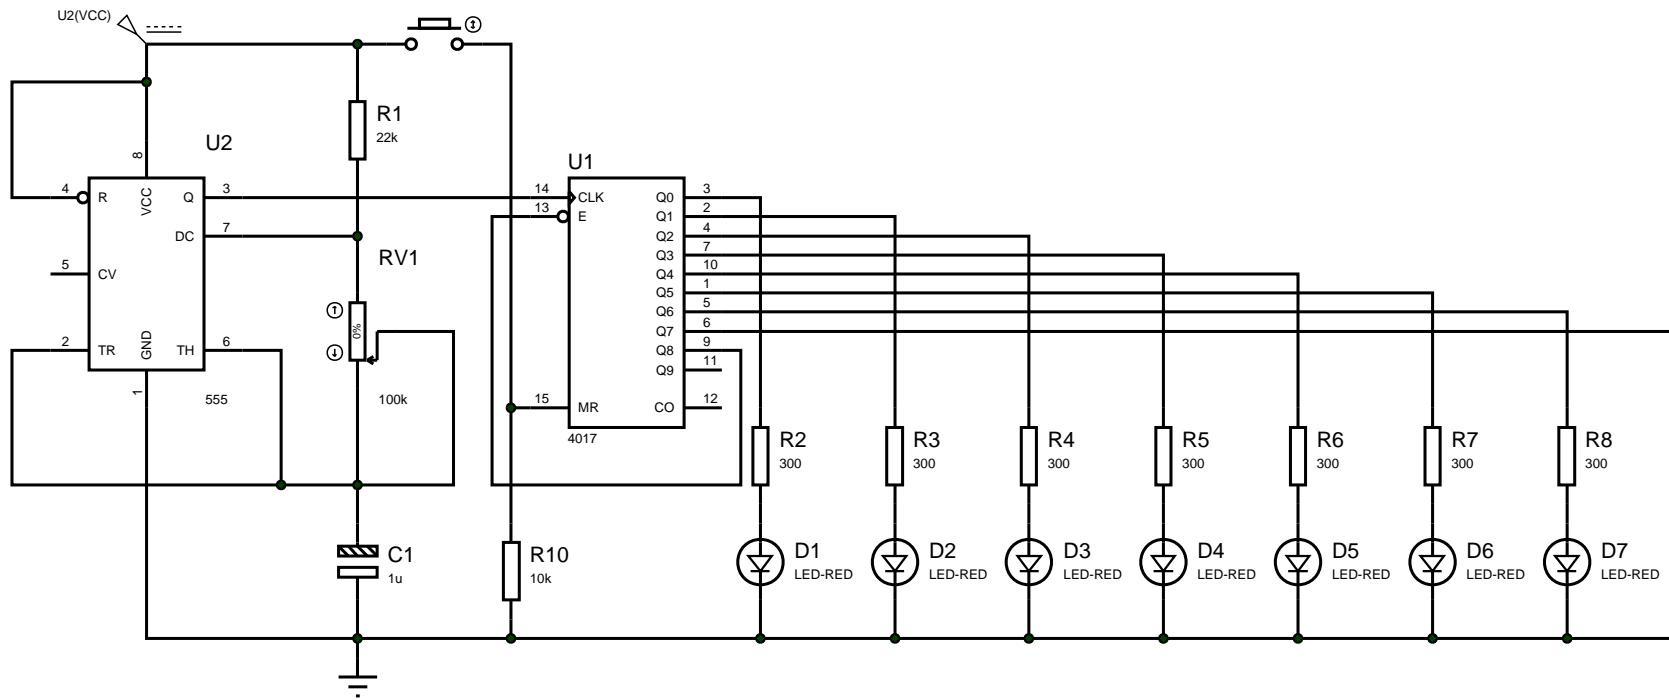 U2(VCC)
R1
22k
U2
8
VCC
4
R
Q
3
DC
7
5
CV
2
TR
GND
TH
6
1
555
RV1
0%
100k
U1
14
CLK
13
E
15
MR
4017
Q0
3
Q1
2
Q2
4
Q3
7
Q4
10
Q5
1
Q6
5
Q7
6
Q8
9
Q9
11
CO
12
R2
300
R3
300
R4
300
R5
300
R6
300
R7
300
R8
300
C1
1u
R10
10k
D1
LED-RED
D2
LED-RED
D3
LED-RED
D4
LED-RED
D5
LED-RED
D6
LED-RED
D7
LED-RED